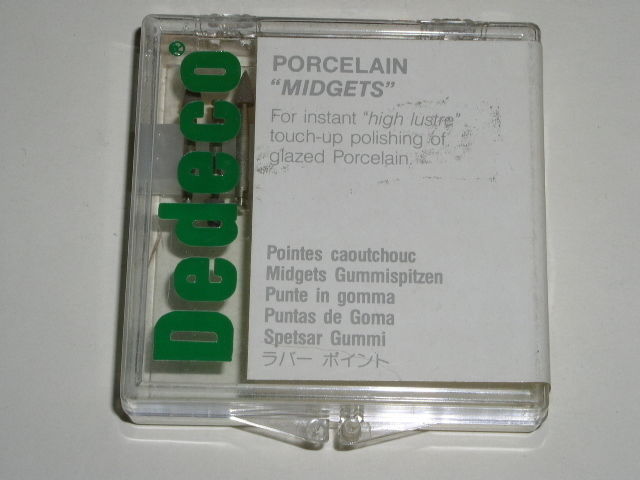 Dedeco®
PORCELAIN
"MIDGETS"
For instant "high lustre"
touch-up polishing of
glazed Porcelain.
Pointes caoutchouc
Midgets Gummispitzen
Punte in gomma
Puntas de Goma
Spetsar Gummi
ラバー ポイント